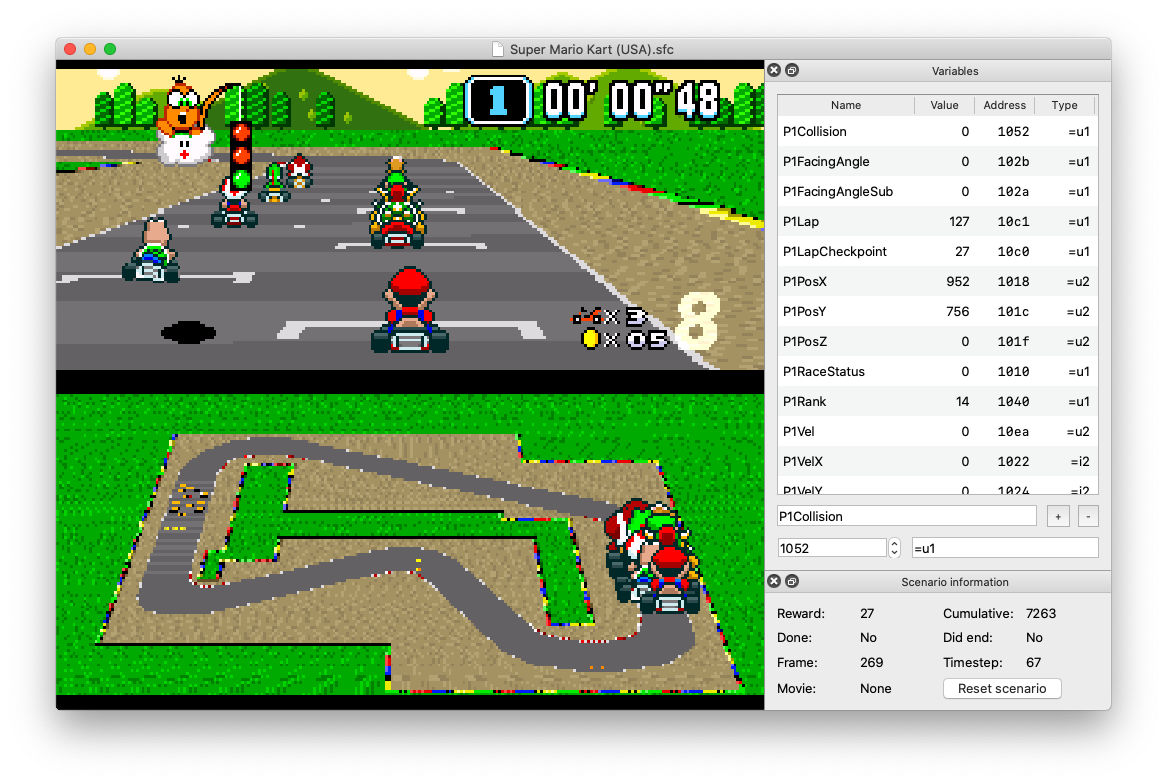 Super Mario Kart (USA).sfc
1 00' 00"48
x 3
8
x 05
Variables
Name Value Address Type
P1Collision 0 1052 =u1
P1FacingAngle 0 102b =u1
P1FacingAngleSub 0 102a =u1
P1Lap 127 10c1 =u1
P1LapCheckpoint 27 10c0 =u1
P1PosX 952 1018 =u2
P1PosY 756 101c =u2
P1PosZ 0 101f =u2
P1RaceStatus 0 1010 =u1
P1Rank 14 1040 =u1
P1Vel 0 10ea =u2
P1VelX 0 1022 =i2
P1VelY 0 1024 =i2
P1Collision + -
1052 =u1
Scenario information
Reward: 27 Cumulative: 7263
Done: No Did end: No
Frame: 269 Timestep: 67
Movie: None Reset scenario